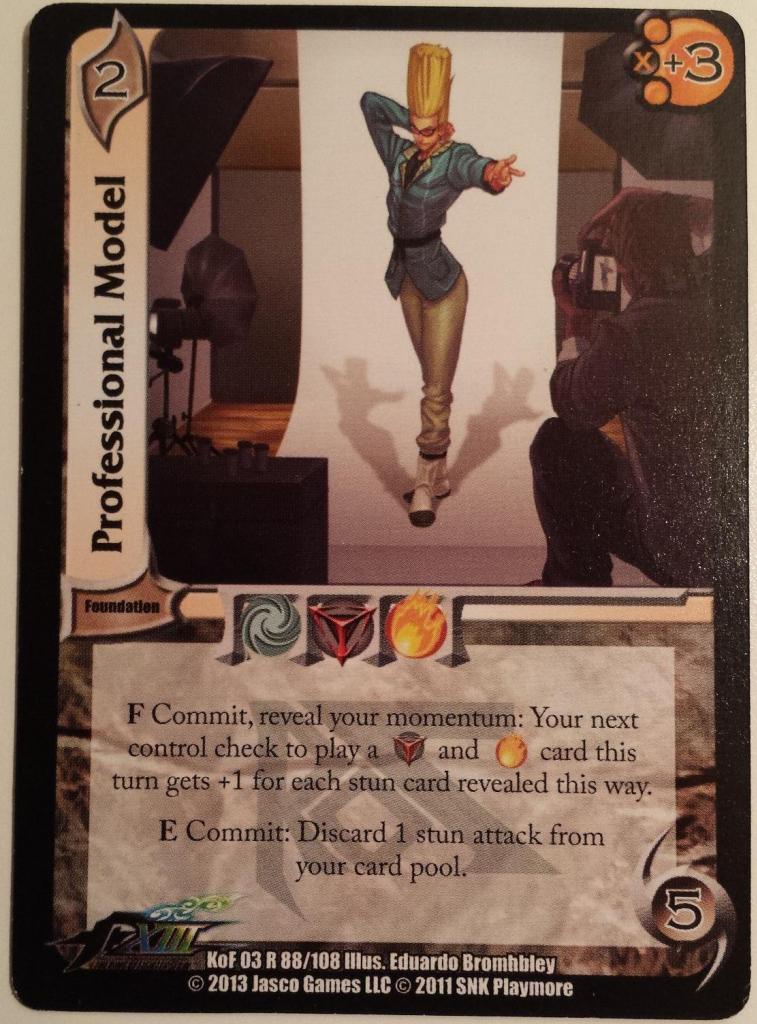 2
X +3
Professional Model
Foundation
F Commit, reveal your momentum: Your next
control check to play a and card this
turn gets +1 for each stun card revealed this way.
E Commit: Discard 1 stun attack from
your card pool.
5
XIII
KoF 03 R 88/108 Illus. Eduardo Bromhbley
© 2013 Jasco Games LLC © 2011 SNK Playmore